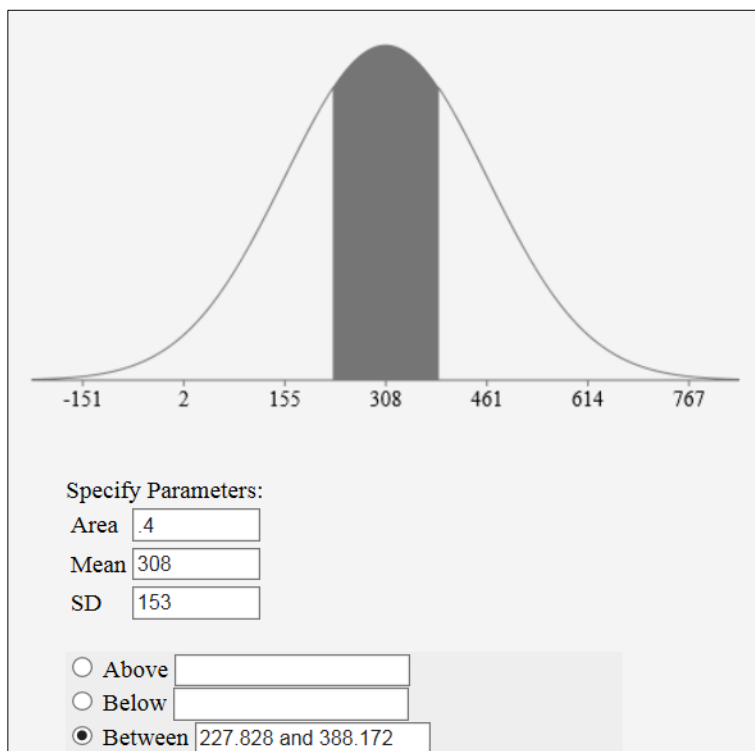 -151 2 155 308 461 614 767
Specify Parameters:
Area .4
Mean 308
SD 153
Above
Below
Between 227.828 and 388.172